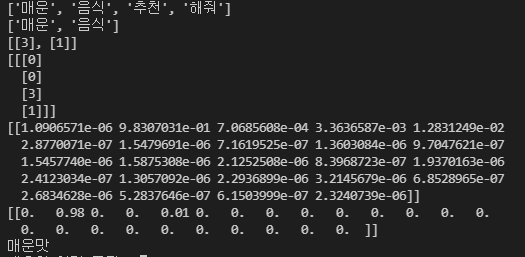 ['매운', '음식', '추천', '해줘']
['매운', '음식']
[[3], [1]]
[[[0]
[0]
[3]
[1]]]
[[1.0906571e-06 9.8307031e-01 7.0685608e-04 3.3636587e-03 1.2831249e-02
2.8770071e-07 1.5479691e-06 7.1619525e-07 1.3603084e-06 9.7047621e-07
1.5457740e-06 1.5875308e-06 2.1252508e-06 8.3968723e-07 1.9370163e-06
2.4123034e-07 1.3057092e-06 2.2936899e-06 3.2145679e-06 6.8528965e-07
2.6834628e-06 5.2837646e-07 6.1503999e-07 2.3240739e-06]]
[[0. 0.98 0. 0. 0.01 0. 0. 0. 0. 0. 0. 0. 0. 0.
0. 0. 0. 0. 0. 0. 0. 0. 0. 0. ]]
매운맛